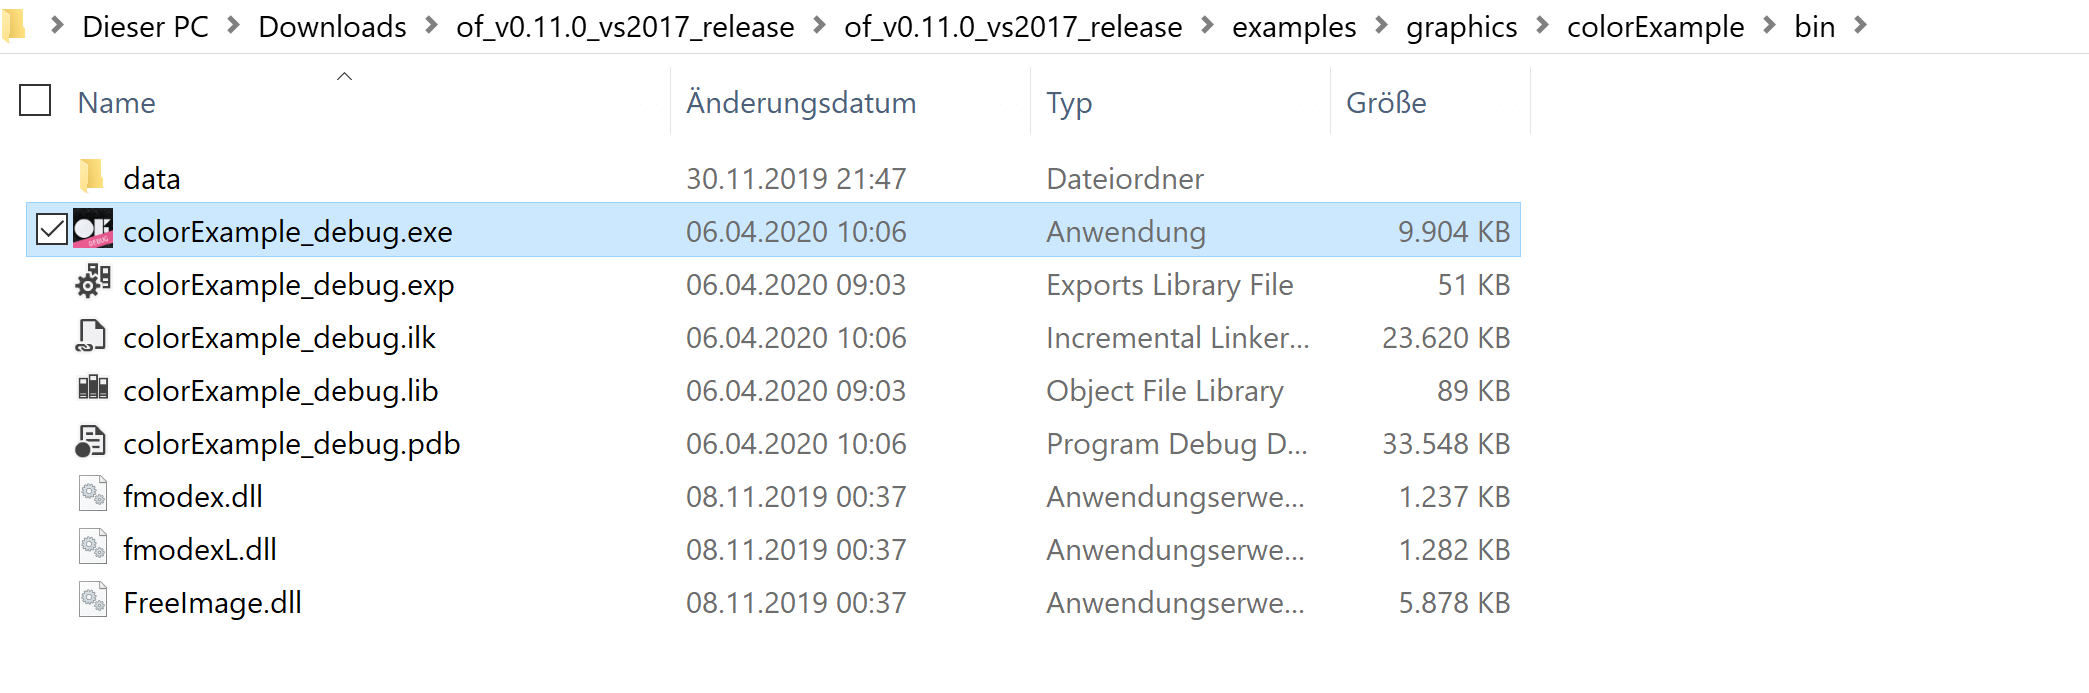 Dieser PC > Downloads > of_v0.11.0_vs2017_release > of_v0.11.0_vs2017_release > examples > graphics > colorExample > bin >
Name Änderungsdatum Typ Größe
data 30.11.2019 21:47 Dateiordner
colorExample_debug.exe 06.04.2020 10:06 Anwendung 9.904 KB
colorExample_debug.exp 06.04.2020 09:03 Exports Library File 51 KB
colorExample_debug.ilk 06.04.2020 10:06 Incremental Linker... 23.620 KB
colorExample_debug.lib 06.04.2020 09:03 Object File Library 89 KB
colorExample_debug.pdb 06.04.2020 10:06 Program Debug D... 33.548 KB
fmodex.dll 08.11.2019 00:37 Anwendungserwe... 1.237 KB
fmodexL.dll 08.11.2019 00:37 Anwendungserwe... 1.282 KB
FreeImage.dll 08.11.2019 00:37 Anwendungserwe... 5.878 KB